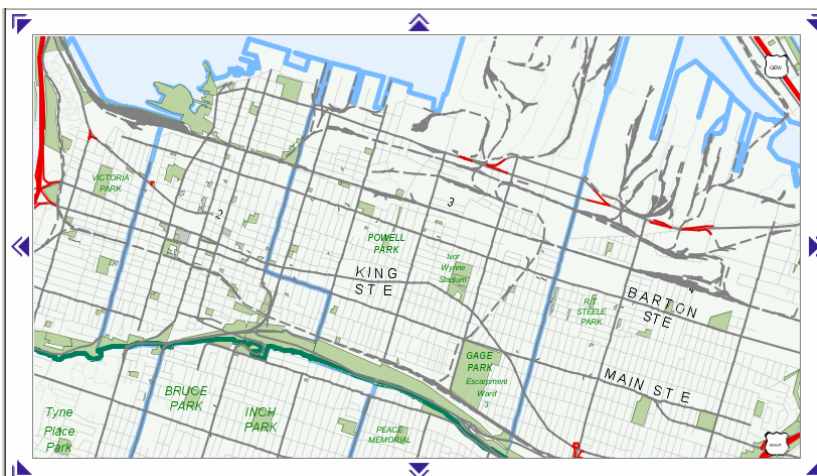 QEW
VICTORIA
PARK
2
3
POWELL
PARK
Ivor
Wynne
Stadium
KING
ST E
4
BARTON
ST E
R.T.
STEELE
PARK
GAGE
PARK
Escarpment
Ward
3
MAIN ST E
BRUCE
PARK
INCH
PARK
Tyne
Place
Park
PEACE
MEMORIAL